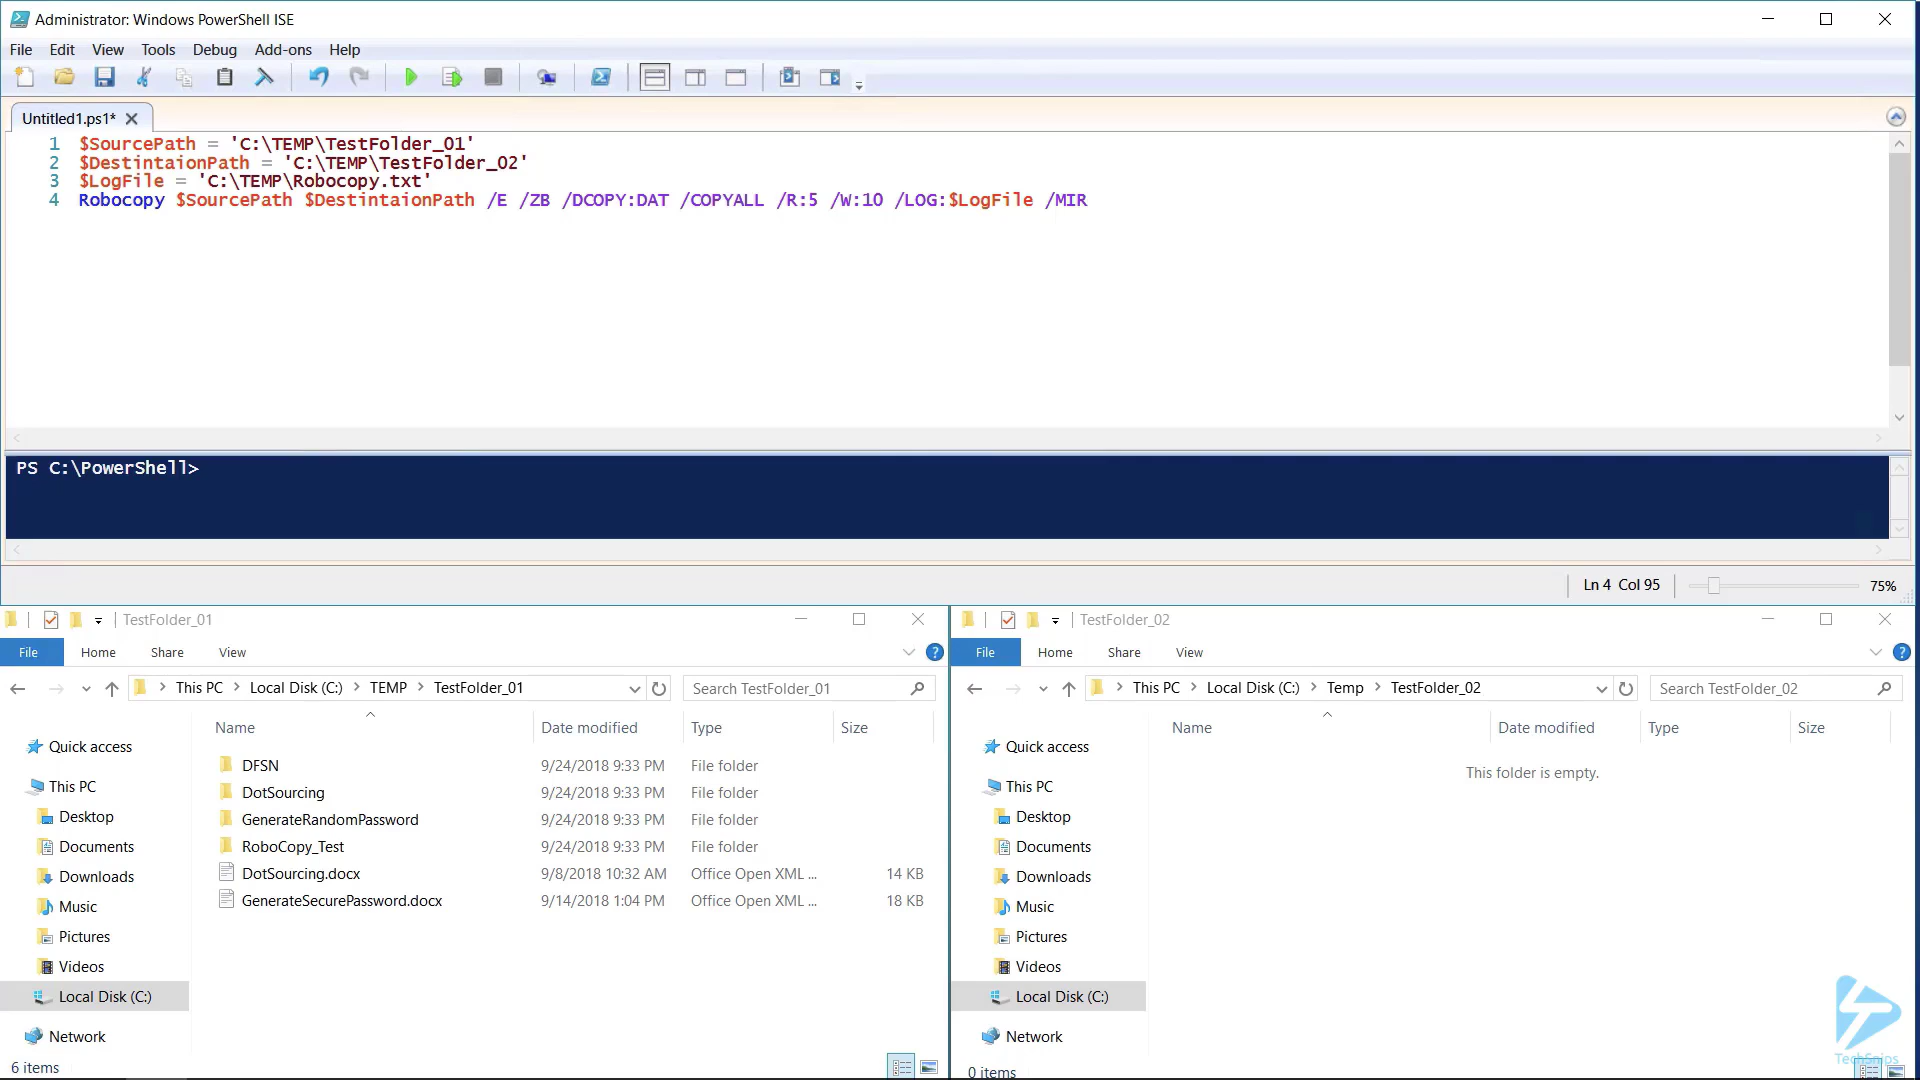 Administrator: Windows PowerShell ISE
File Edit View Tools Debug Add-ons Help
Untitled1.ps1*
1 $SourcePath = 'C:\TEMP\TestFolder_01'
2 $DestintaionPath = 'C:\TEMP\TestFolder_02'
3 $LogFile = 'C:\TEMP\Robocopy.txt'
4 Robocopy $SourcePath $DestintaionPath /E /ZB /DCOPY:DAT /COPYALL /R:5 /W:10 /LOG:$LogFile /MIR
PS C:\PowerShell>
Ln 4 Col 95 75%
TestFolder_01
File Home Share View
This PC Local Disk (C:) TEMP TestFolder_01 Search TestFolder_01
Name Date modified Type Size
Quick access
This PC
Desktop
Documents
Downloads
Music
Pictures
Videos
Local Disk (C:)
Network
DFSN 9/24/2018 9:33 PM File folder
DotSourcing 9/24/2018 9:33 PM File folder
GenerateRandomPassword 9/24/2018 9:33 PM File folder
RoboCopy_Test 9/24/2018 9:33 PM File folder
DotSourcing.docx 9/8/2018 10:32 AM Office Open XML ... 14 KB
GenerateSecurePassword.docx 9/14/2018 1:04 PM Office Open XML ... 18 KB
6 items
TestFolder_02
File Home Share View
This PC Local Disk (C:) Temp TestFolder_02 Search TestFolder_02
Name Date modified Type Size
Quick access
This PC
Desktop
Documents
Downloads
Music
Pictures
Videos
Local Disk (C:)
Network
This folder is empty.
0 items
TechSnips